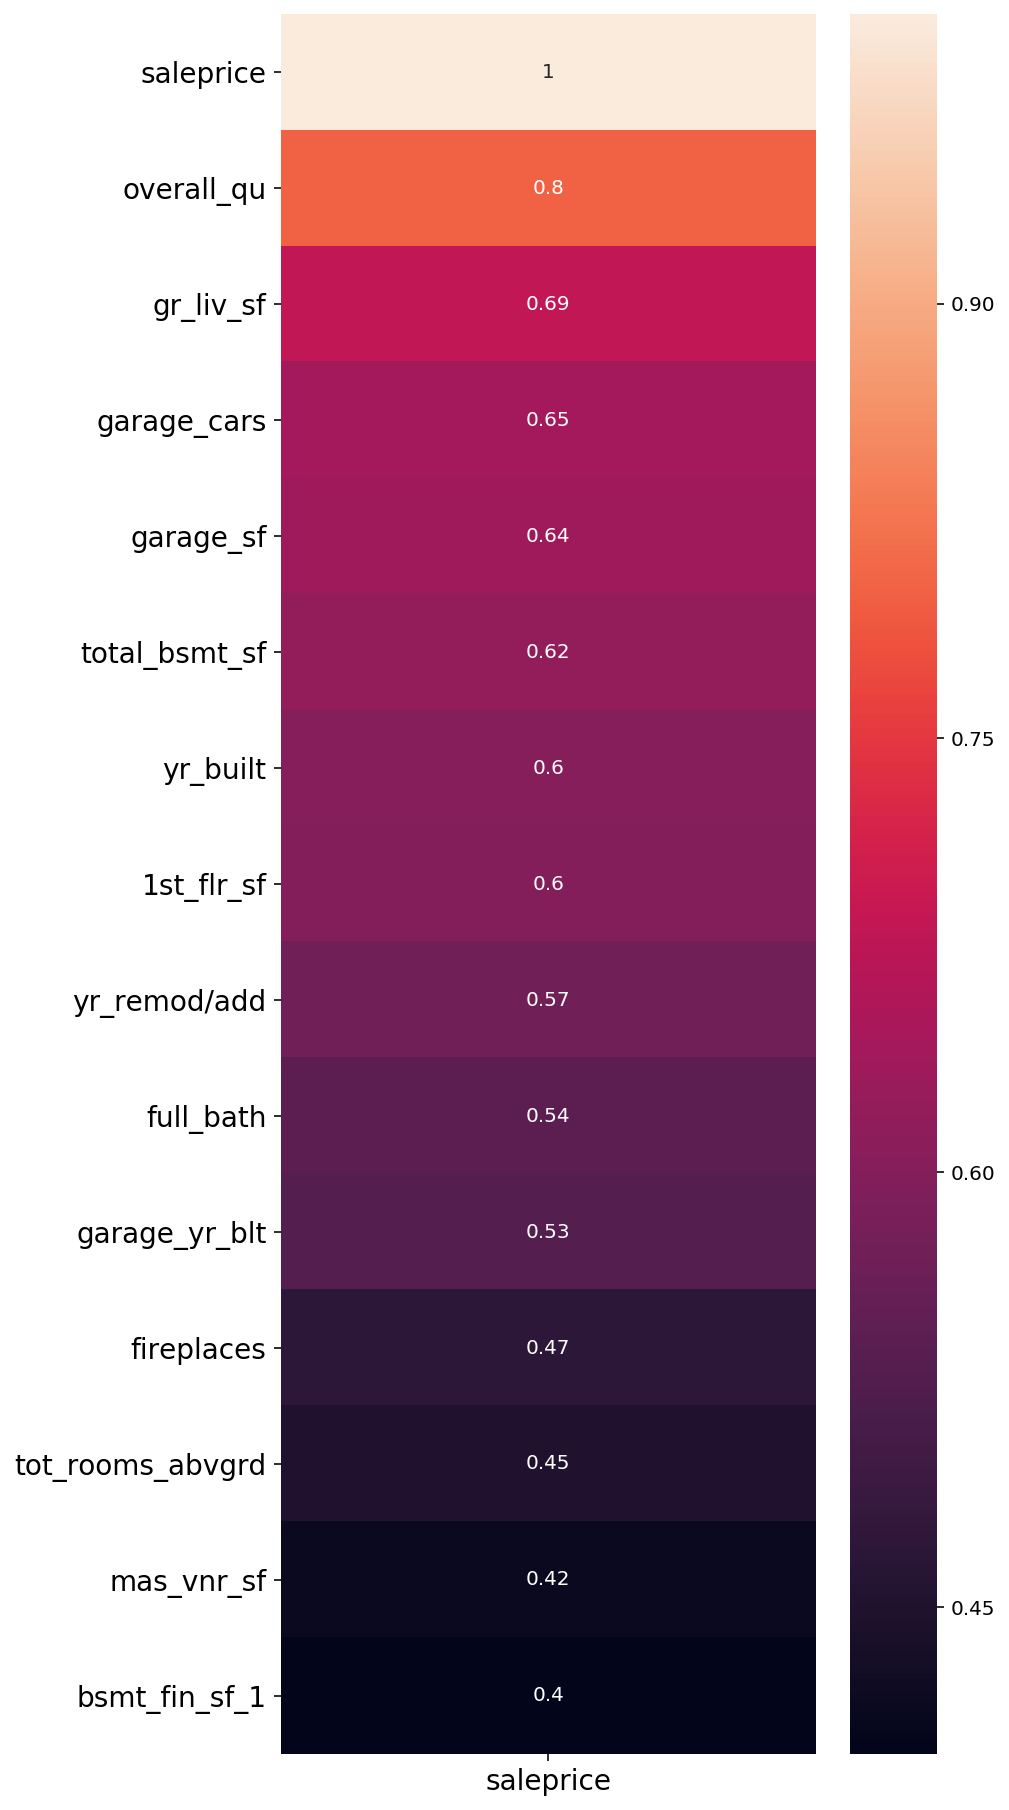 saleprice 1
overall_qu 0.8
gr_liv_sf 0.69 0.90
garage_cars 0.65
garage_sf 0.64
total_bsmt_sf 0.62
0.75
yr_built 0.6
1st_flr_sf 0.6
yr_remod/add 0.57
full_bath 0.54
0.60
garage_yr_blt 0.53
fireplaces 0.47
tot_rooms_abvgrd 0.45
mas_vnr_sf 0.42
0.45
bsmt_fin_sf_1 0.4
saleprice